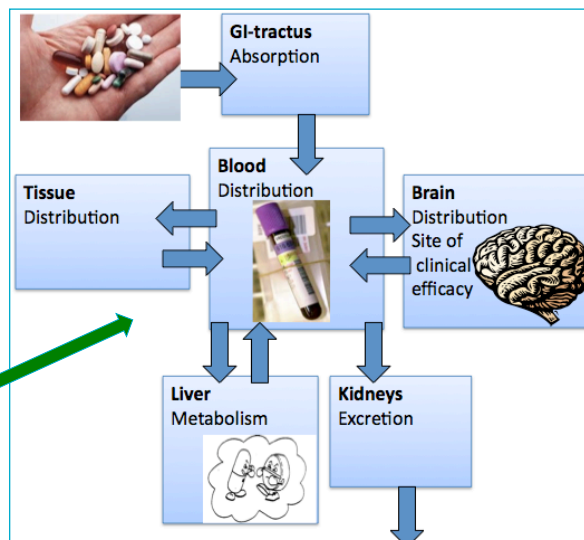 GI-tractus
Absorption
Blood
Distribution
Tissue
Distribution
Brain
Distribution
Site of
clinical
efficacy
Liver
Metabolism
Kidneys
Excretion